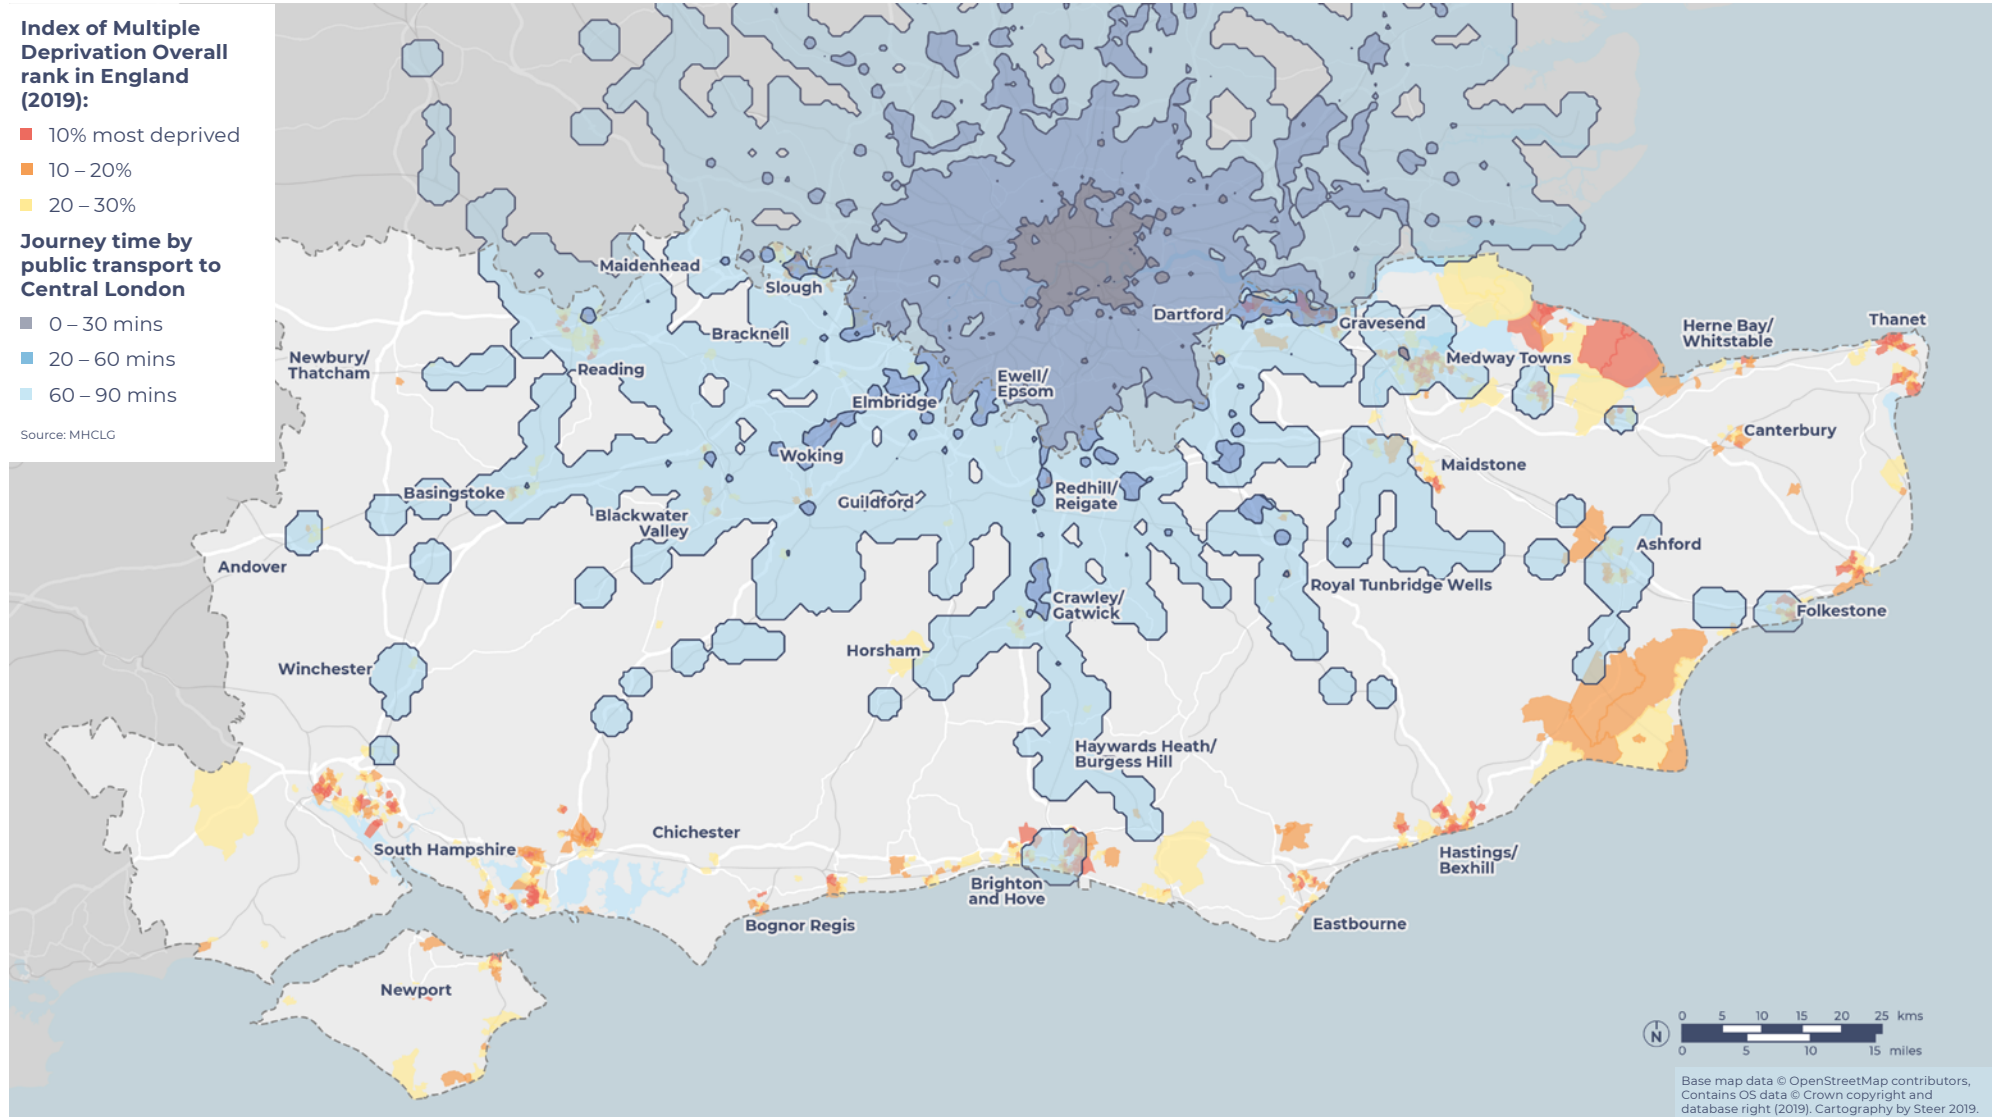 Index of Multiple
Deprivation Overall
rank in England
(2019):
10% most deprived
10 – 20%
20 – 30%
Journey time by
public transport to
Central London
0 – 30 mins
20 – 60 mins
60 – 90 mins
Source: MHCLG
Maidenhead
Slough
Bracknell
Newbury/
Thatcham
Reading
Dartford
Gravesend
Herne Bay/
Whitstable
Thanet
Medway Towns
Ewell/
Epsom
Elmbridge
Woking
Canterbury
Maidstone
Basingstoke
Blackwater
Valley
Guildford
Redhill/
Reigate
Andover
Ashford
Royal Tunbridge Wells
Crawley/
Gatwick
Folkestone
Horsham
Winchester
Haywards Heath/
Burgess Hill
South Hampshire
Chichester
Brighton
and Hove
Hastings/
Bexhill
Bognor Regis
Eastbourne
Newport
N
0 5 10 15 20 25 kms
0 5 10 15 miles
Base map data © OpenStreetMap contributors,
Contains OS data © Crown copyright and
database right (2019). Cartography by Steer 2019.